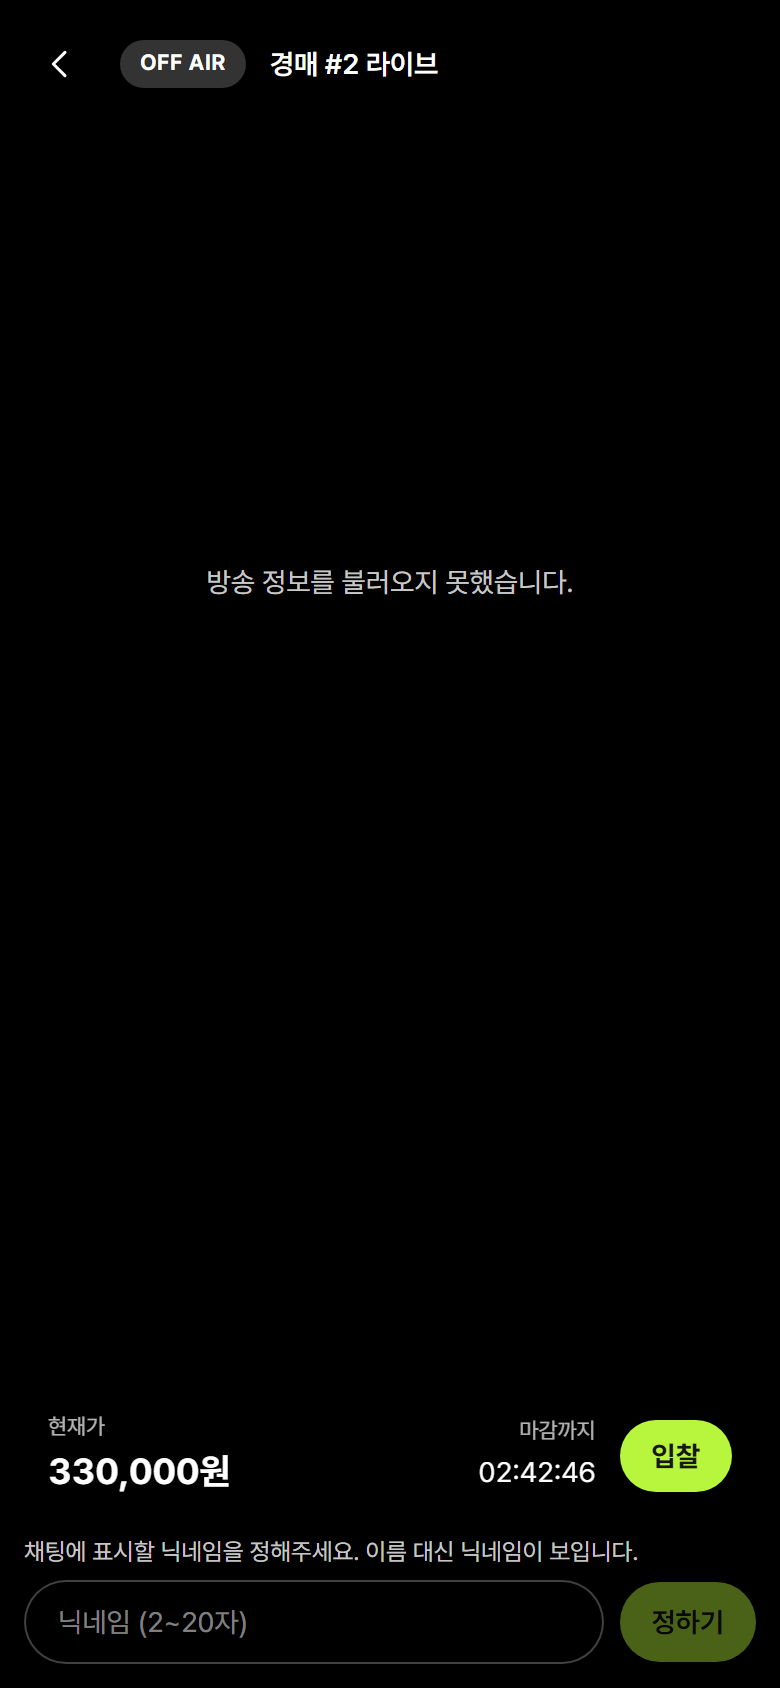 OFF AIR 경매 #2 라이브
방송 정보를 불러오지 못했습니다.
현재가
330,000원
마감까지
02:42:46
입찰
채팅에 표시할 닉네임을 정해주세요. 이름 대신 닉네임이 보입니다.
닉네임 (2~20자)
정하기